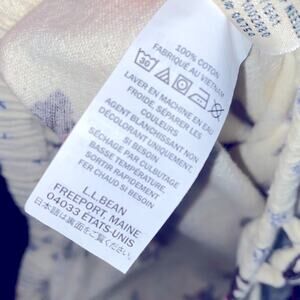 100% COTON
FABRIQUÉ AU VIETNAM
30
LAVER EN MACHINE EN EAU
FROIDE, SÉPARER LES
COULEURS
AGENT BLANCHISSANT NON
DÉCOLORANT UNIQUEMENT,
SI BESOIN
SÉCHAGE PAR CULBUTAGE
BASSE TEMPÉRATURE.
SORTIR RAPIDEMENT
FER CHAUD SI BESOIN
L.L.BEAN
FREEPORT, MAINE
04033 ETATS-UNIS
日本語は裏面をご覧ください。